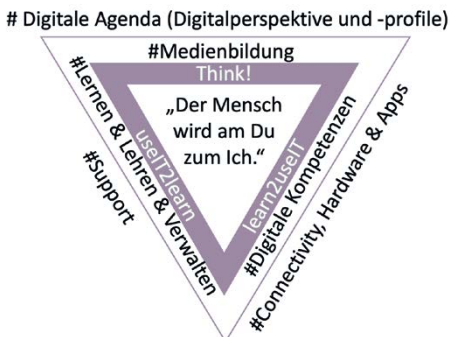 # Digitale Agenda (Digitalperspektive und -profile)
#Medienbildung
Think!
„Der Mensch
wird am Du
zum Ich.“
useIT2learn
#Lernen & Lehren & Verwalten
#Support
learn2useIT
#Digitale Kompetenzen
#Connectivity, Hardware & Apps